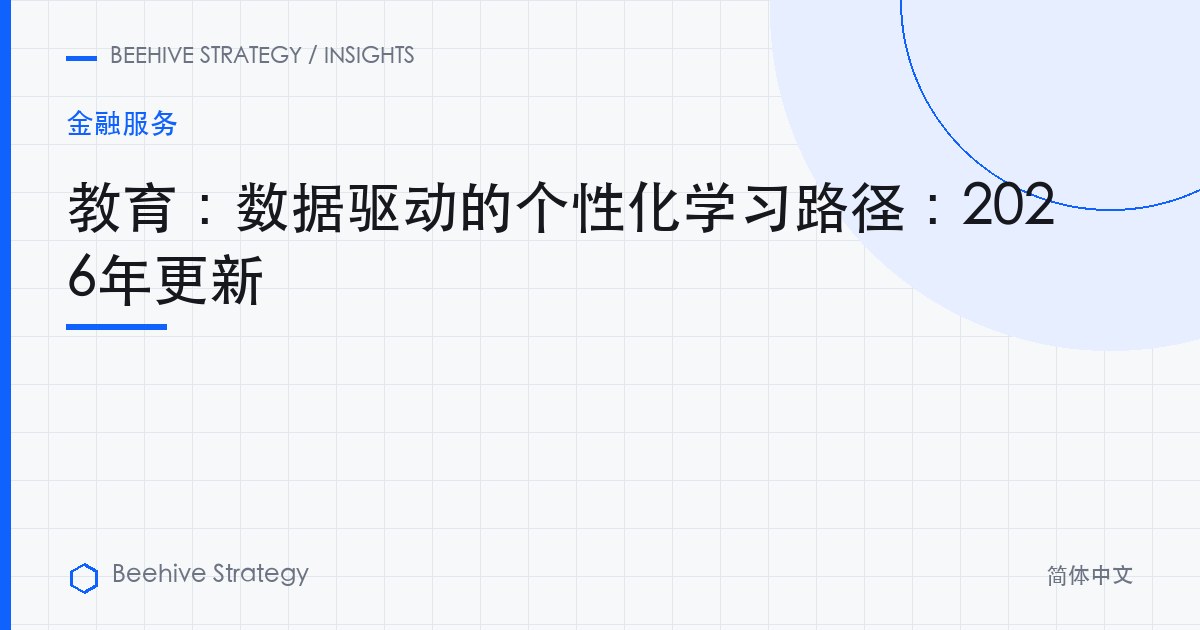 BEEHIVE STRATEGY / INSIGHTS
金融服务
教育：数据驱动的个性化学习路径：202
6年更新
Beehive Strategy
简体中文